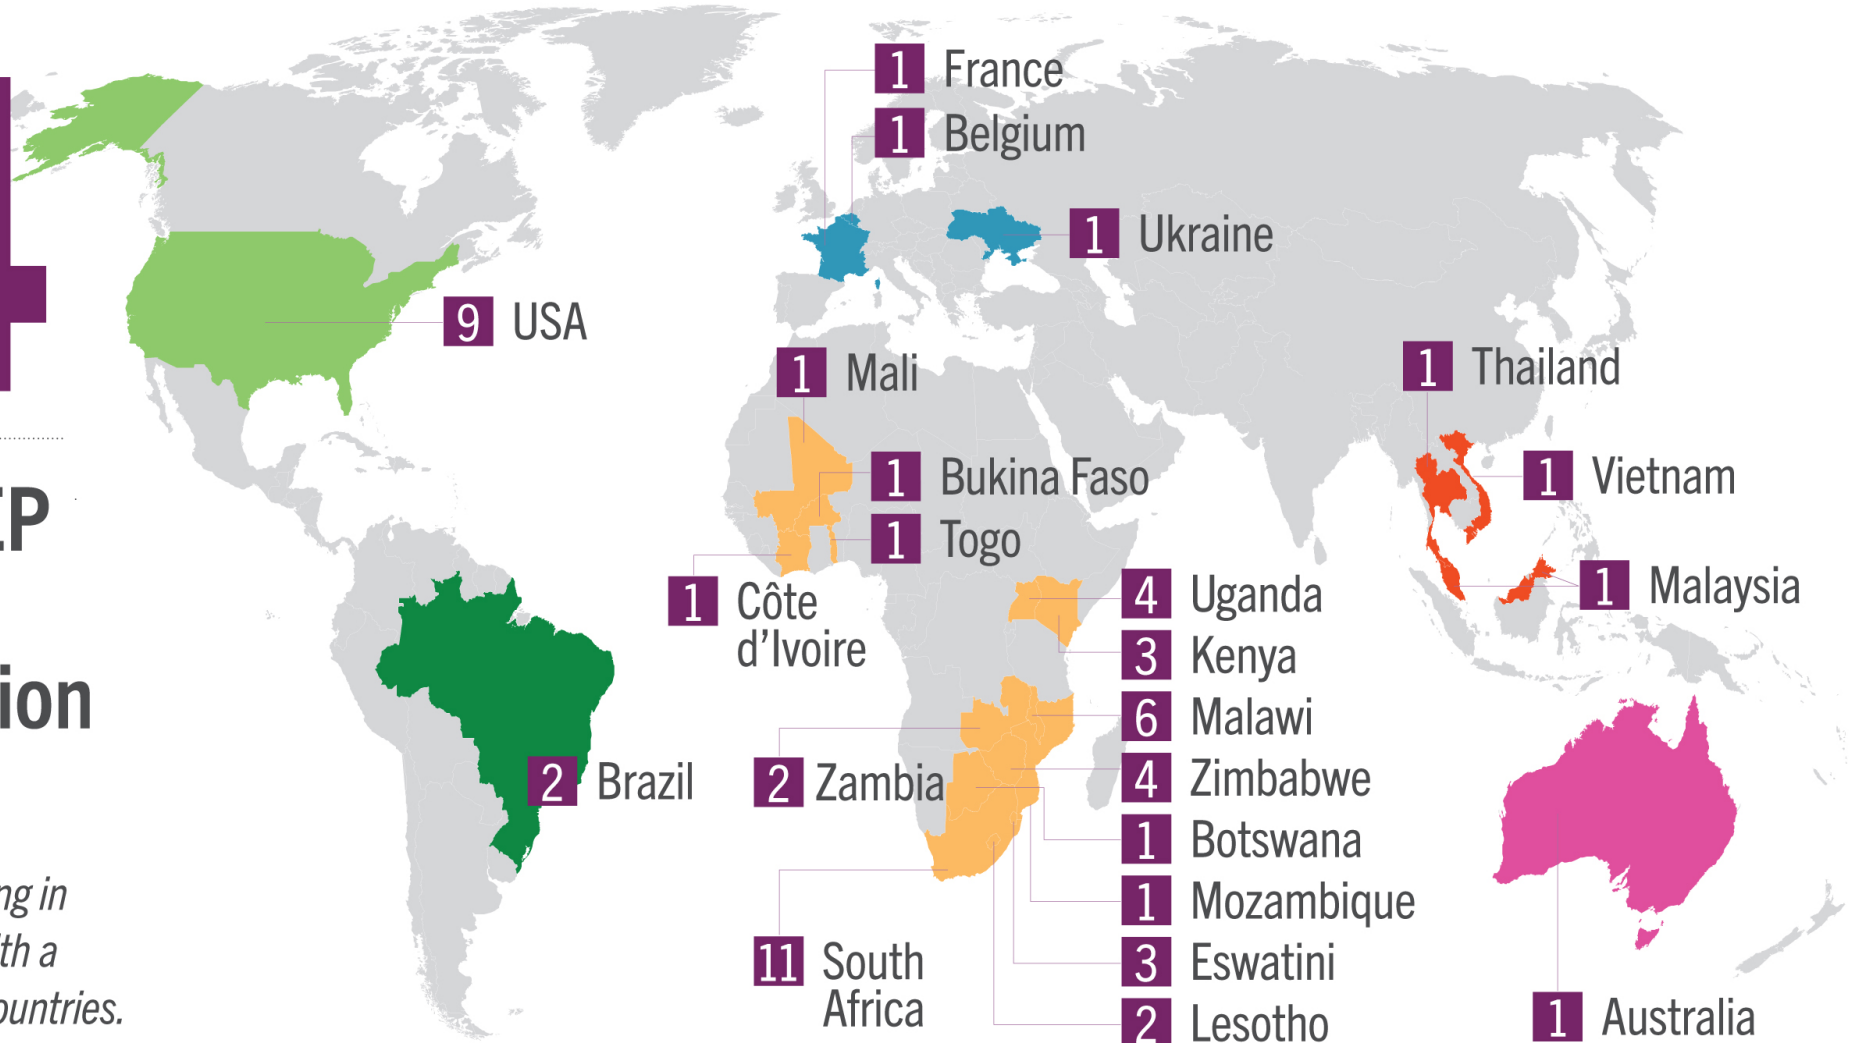 1 France
1 Belgium
1 Ukraine
9 USA
1 Mali
1 Thailand
1 Bukina Faso
1 Vietnam
1 Togo
1 Côte
d’Ivoire
4 Uganda
1 Malaysia
3 Kenya
6 Malawi
2 Brazil
2 Zambia
4 Zimbabwe
1 Botswana
1 Mozambique
11 South
Africa
3 Eswatini
2 Lesotho
1 Australia
EP
ion
ng in
ith a
ountries.